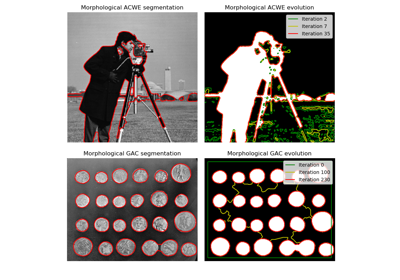 Morphological ACWE segmentation
Morphological ACWE evolution
Iteration 2
Iteration 7
Iteration 35
Morphological GAC segmentation
Morphological GAC evolution
Iteration 0
Iteration 100
Iteration 230